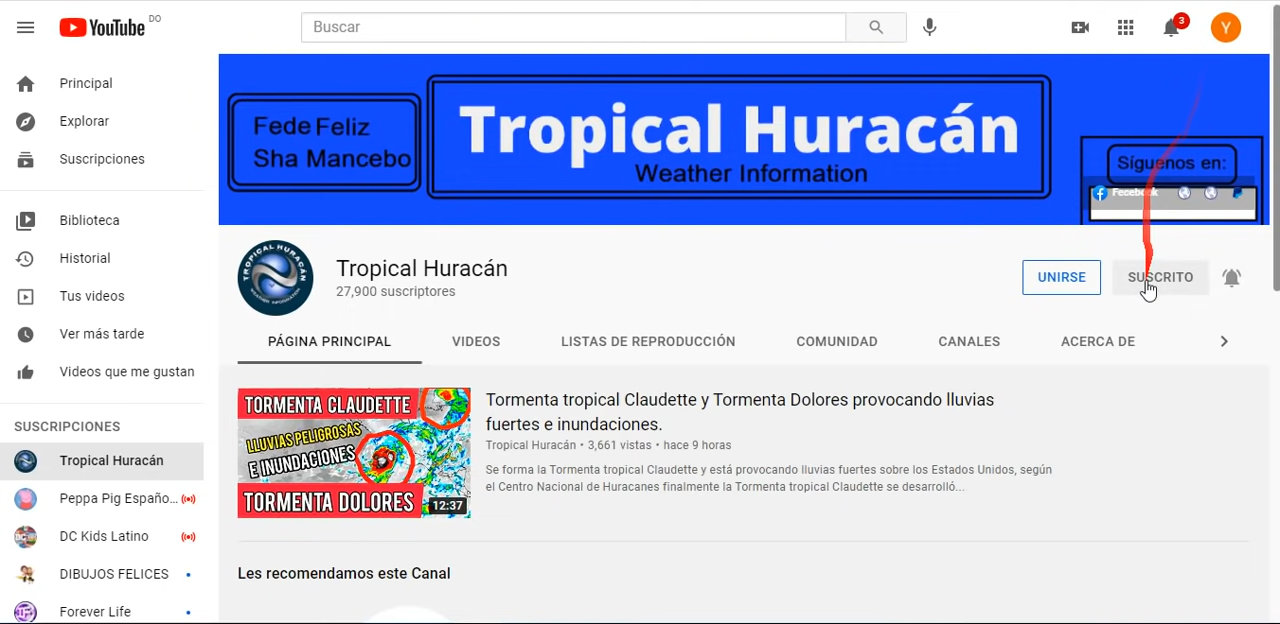 YouTube DO
Buscar
3
Y
Principal
Explorar
Suscripciones
Biblioteca
Historial
Tus videos
Ver más tarde
Videos que me gustan
SUSCRIPCIONES
Tropical Huracán
Peppa Pig Españo...
DC Kids Latino
DIBUJOS FELICES
Forever Life
Fede Feliz
Sha Mancebo
Tropical Huracán
Weather Information
Síguenos en:
Fecebook
TROPICAL HURACÁN
WEATHER INFORMATION
Tropical Huracán
27,900 suscriptores
UNIRSE
SUSCRITO
PÁGINA PRINCIPAL
VIDEOS
LISTAS DE REPRODUCCIÓN
COMUNIDAD
CANALES
ACERCA DE
TORMENTA CLAUDETTE
LLUVIAS PELIGROSAS
E INUNDACIONES
TORMENTA DOLORES
12:37
Tormenta tropical Claudette y Tormenta Dolores provocando lluvias
fuertes e inundaciones.
Tropical Huracán • 3,661 vistas • hace 9 horas
Se forma la Tormenta tropical Claudette y está provocando lluvias fuertes sobre los Estados Unidos, según
el Centro Nacional de Huracanes finalmente la Tormenta tropical Claudette se desarrolló...
Les recomendamos este Canal